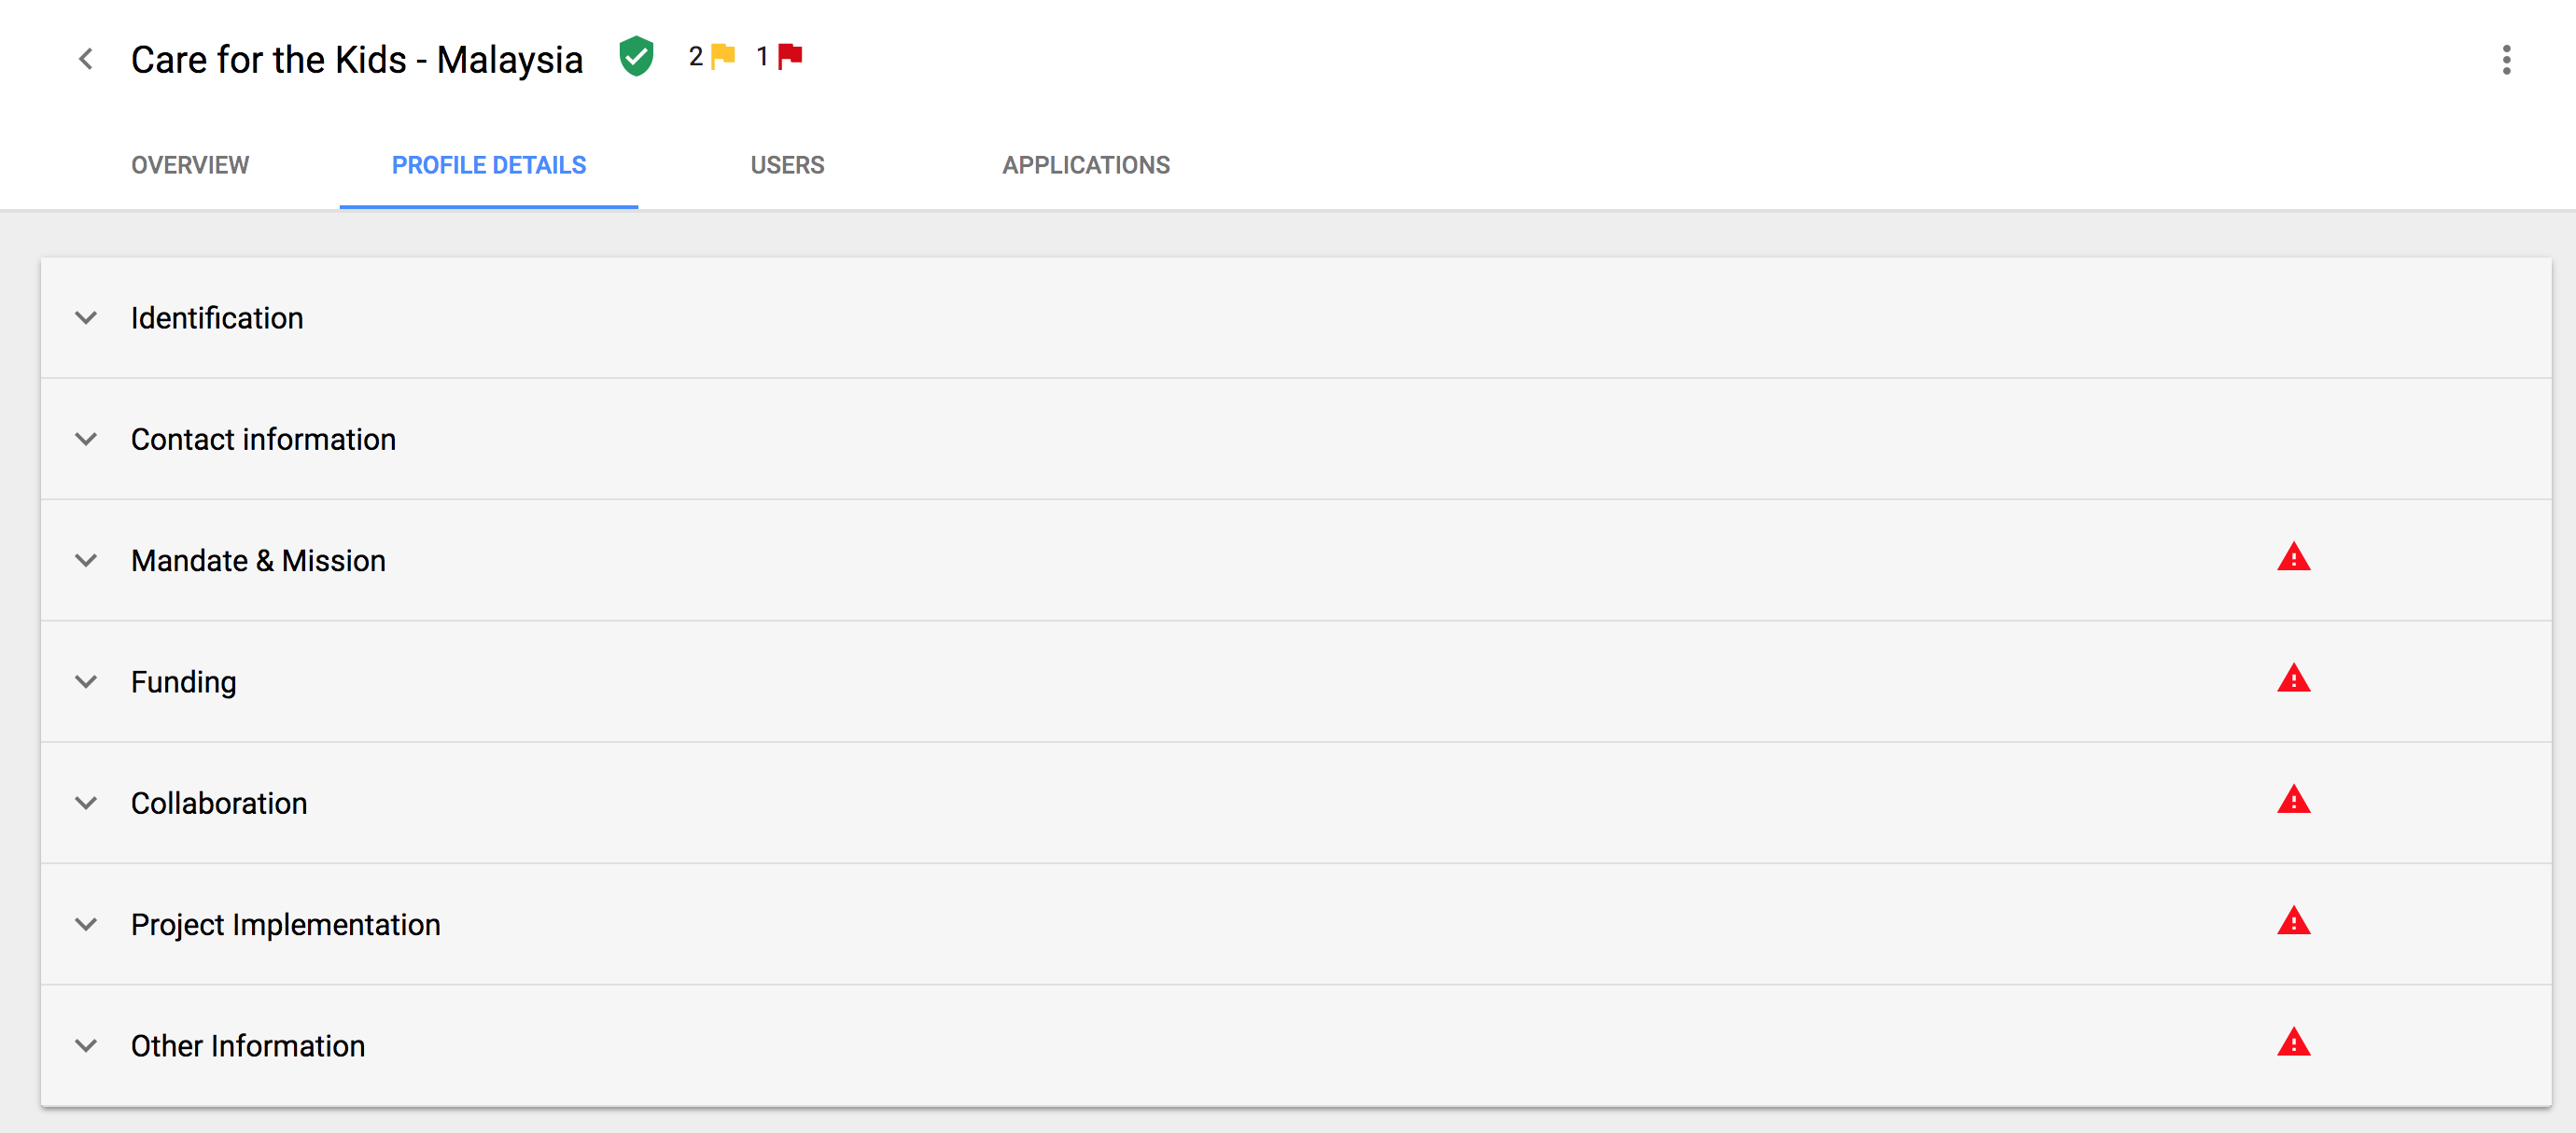 Care for the Kids - Malaysia 2 1
OVERVIEW PROFILE DETAILS USERS APPLICATIONS
Identification
Contact information
Mandate & Mission
Funding
Collaboration
Project Implementation
Other Information